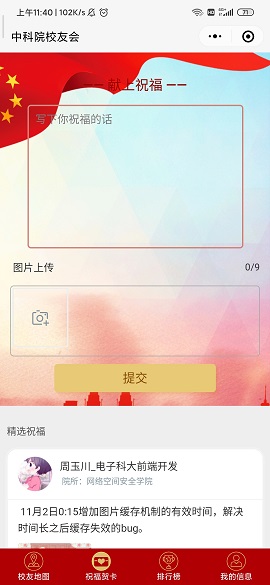 上午11:40 | 102K/s
71
中科院校友会
—— 献上祝福 ——
写下你祝福的话
图片上传 0/9
提交
精选祝福
周玉川_电子科大前端开发
院所：网络空间安全学院
11月2日0:15增加图片缓存机制的有效时间，解决
时间长之后缓存失效的bug。
校友地图 祝福贺卡 排行榜 我的信息